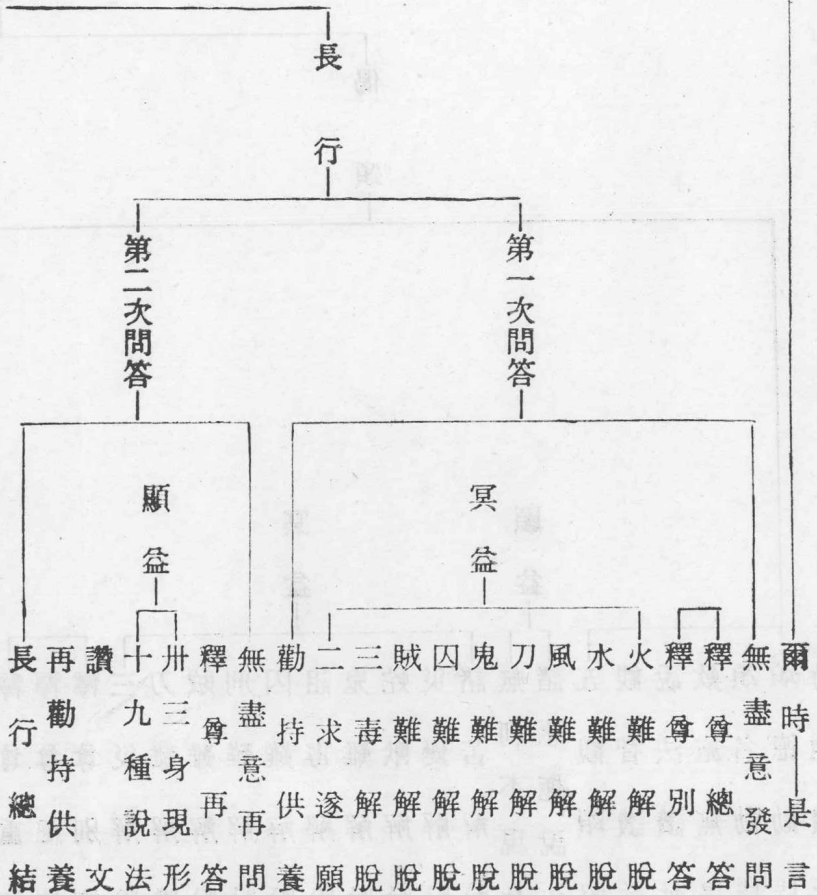 長行
第一次問答
第二次問答
冥益
顯益
爾時｜是言
無盡意發問
釋尊總答
釋尊別答
火難解脫
水難解脫
風難解脫
刀難解脫
鬼難解脫
囚難解脫
賊難解脫
三毒解脫
二求遂願
勸持供養
無盡意再問
釋尊再答
卅三身現形
十九種說法
讚文
再勸持供養
長行總結